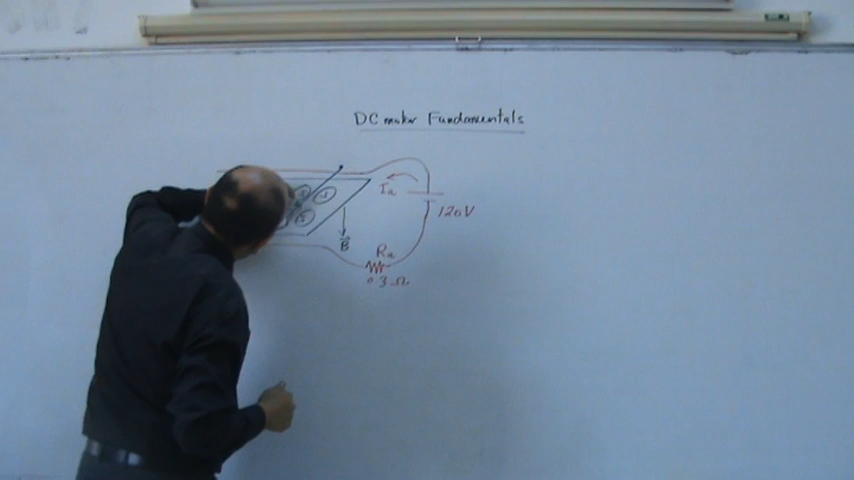 DC motor Fundamentals
Ia
120V
B
Ra
0.3 Ω